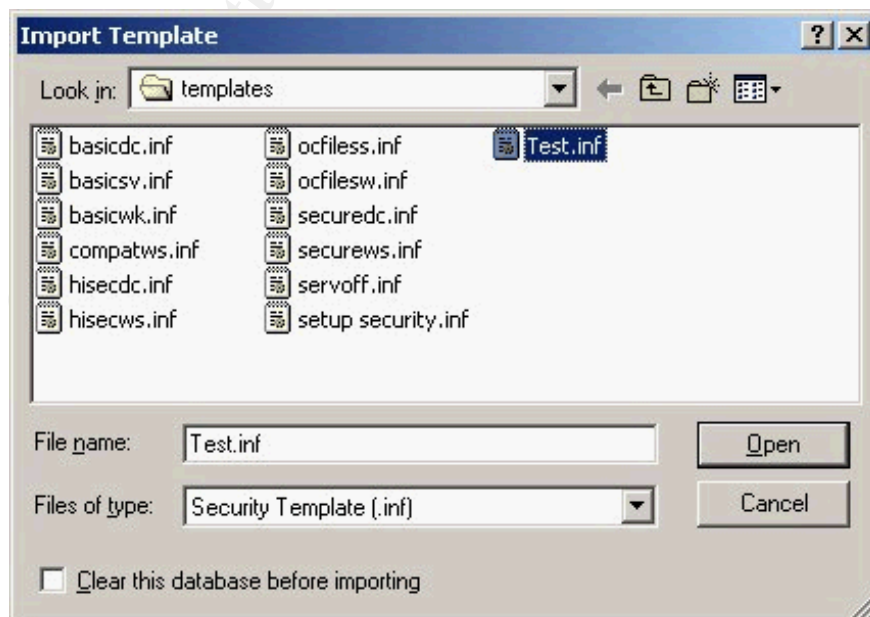 Import Template
Look in: templates
basicdc.inf
basicsv.inf
basicwk.inf
compatws.inf
hisecdc.inf
hisecws.inf
ocfiless.inf
ocfilesw.inf
securedc.inf
securews.inf
servoff.inf
setup security.inf
Test.inf
File name: Test.inf
Open
Files of type: Security Template (.inf)
Cancel
Clear this database before importing